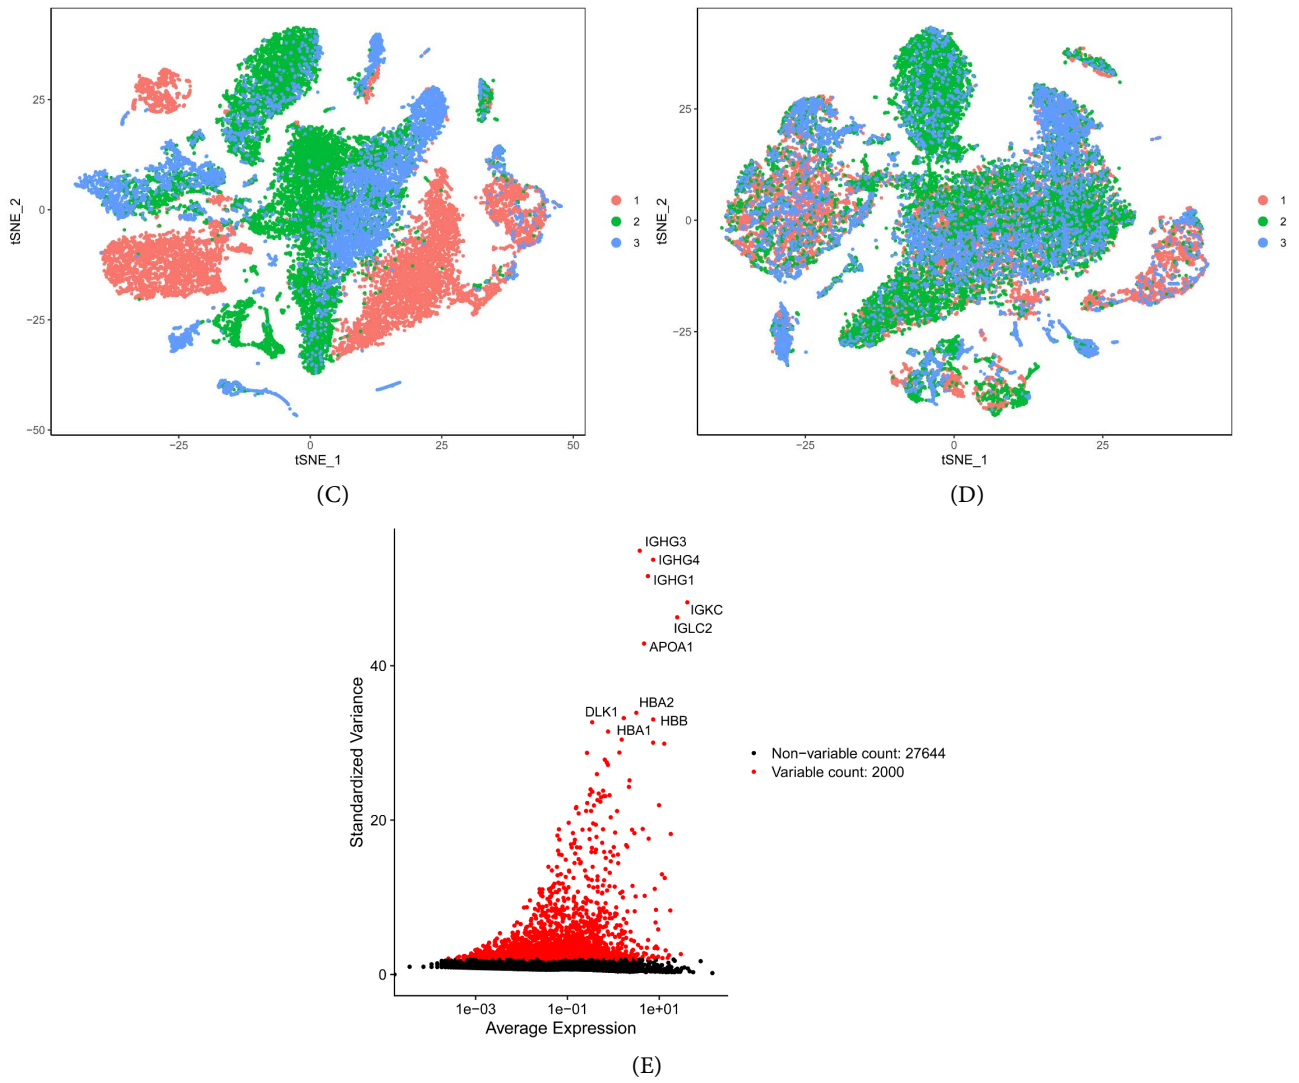 25
0
−25
−50
tSNE_2
−25
0
25
50
tSNE_1
1
2
3
(C)
25
0
−25
tSNE_2
−25
0
25
tSNE_1
1
2
3
(D)
IGHG3
IGHG4
IGHG1
IGKC
IGLC2
APOA1
HBA2
DLK1
HBB
HBA1
40
20
0
Standardized Variance
1e−03
1e−01
1e+01
Average Expression
Non−variable count: 27644
Variable count: 2000
(E)